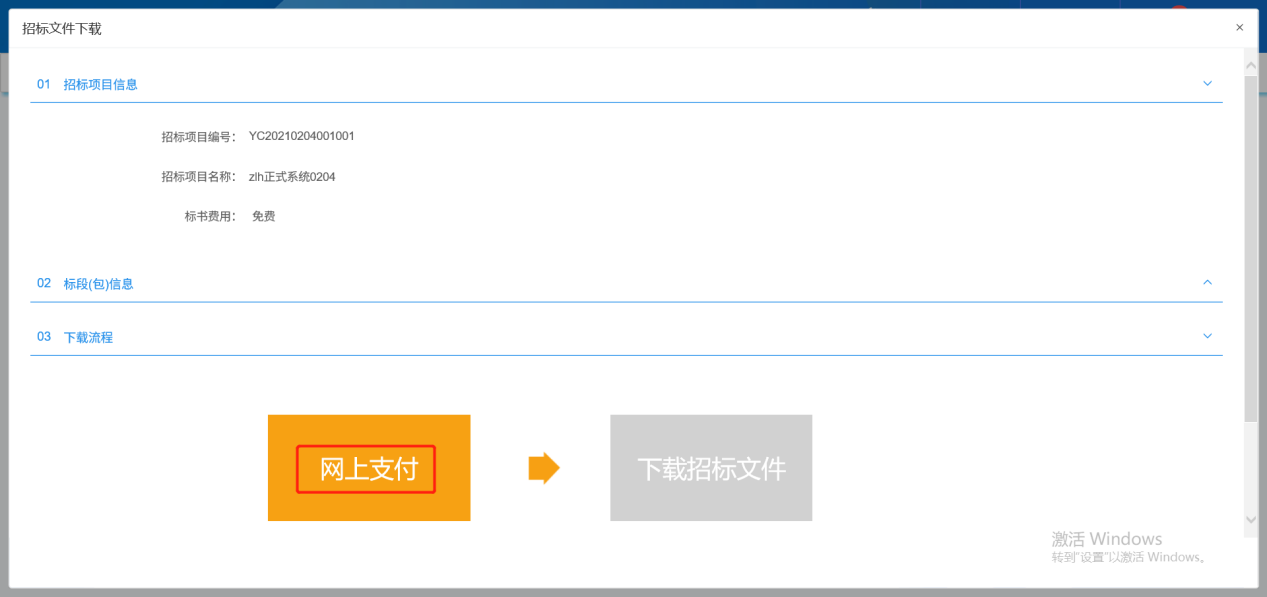 招标文件下载
×
01 招标项目信息
招标项目编号： YC20210204001001
招标项目名称： zlh正式系统0204
标书费用： 免费
02 标段(包)信息
03 下载流程
网上支付 下载招标文件
激活 Windows
转到"设置"以激活 Windows。